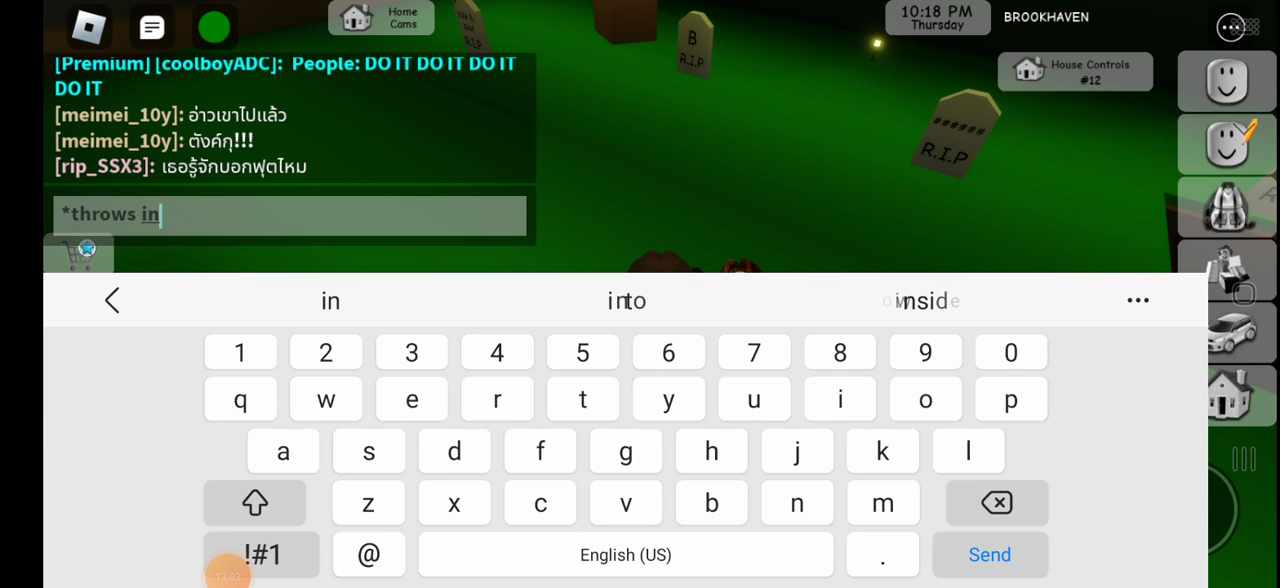 Home
Cams
10:18 PM
Thursday
BROOKHAVEN
House Controls
#12
R.I.P
B
R.I.P
######
R.I.P
[Premium] [coolboyADC]: People: DO IT DO IT DO IT
DO IT
[meimei_10y]: อ่าวเขาไปแล้ว
[meimei_10y]: ตังค์กุ!!!
[rip_SSX3]: เธอรู้จักบอกฟุตไหม
*throws in
in
into
inside
1 2 3 4 5 6 7 8 9 0
q w e r t y u i o p
a s d f g h j k l
z x c v b n m
!#1 @ English (US) . Send
13:03